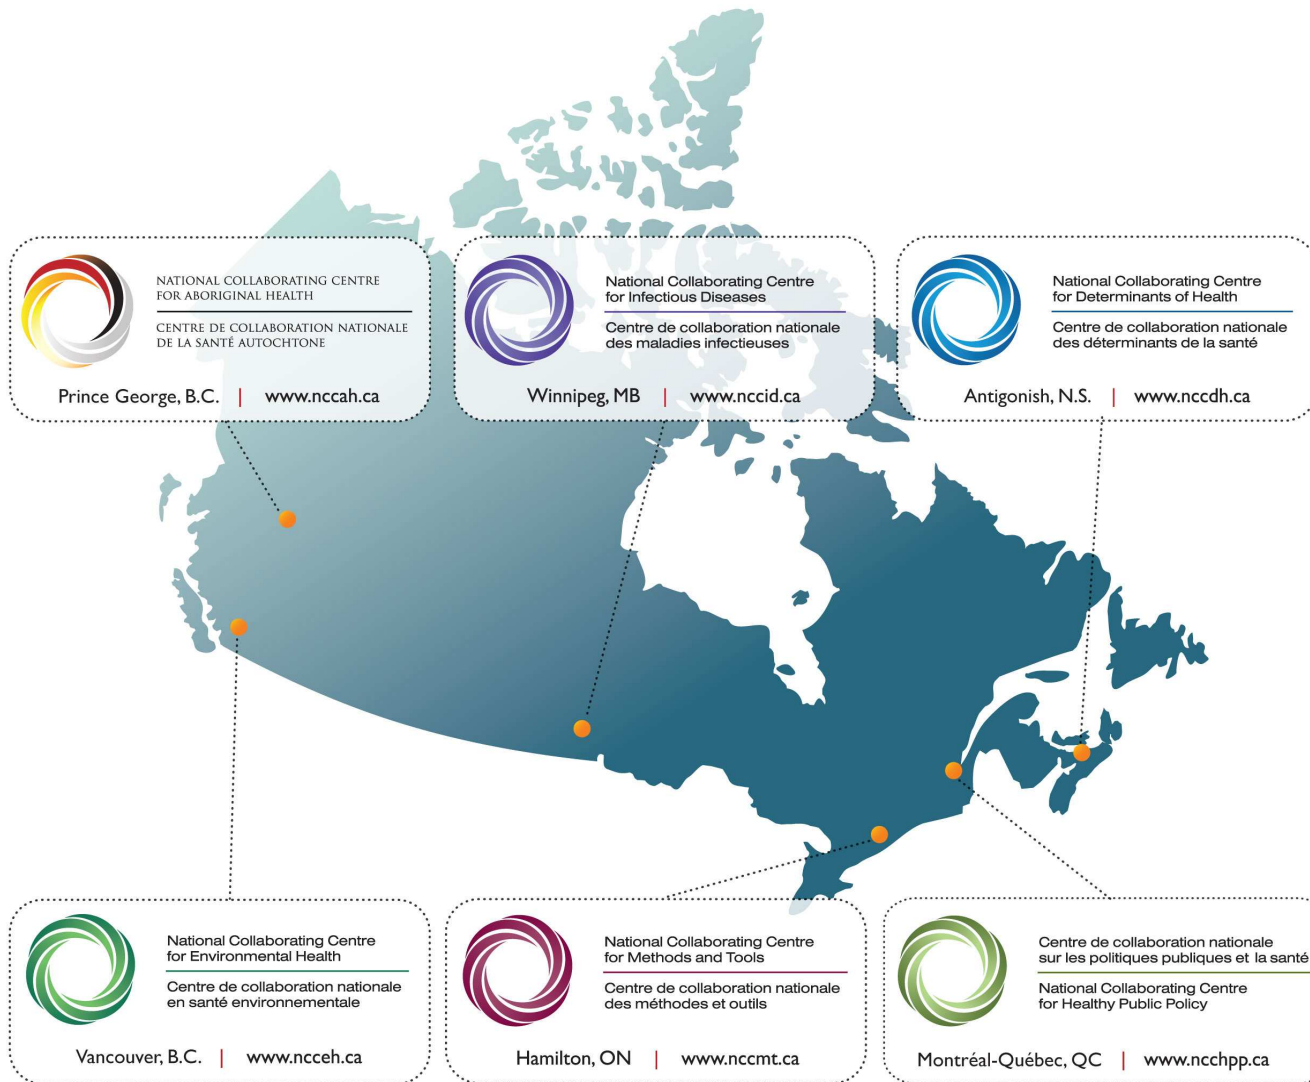 NATIONAL COLLABORATING CENTRE
FOR ABORIGINAL HEALTH
CENTRE DE COLLABORATION NATIONALE
DE LA SANTÉ AUTOCHTONE
Prince George, B.C. | www.nccah.ca
National Collaborating Centre
for Infectious Diseases
Centre de collaboration nationale
des maladies infectieuses
Winnipeg, MB | www.nccid.ca
National Collaborating Centre
for Determinants of Health
Centre de collaboration nationale
des déterminants de la santé
Antigonish, N.S. | www.nccdh.ca
National Collaborating Centre
for Environmental Health
Centre de collaboration nationale
en santé environnementale
Vancouver, B.C. | www.ncceh.ca
National Collaborating Centre
for Methods and Tools
Centre de collaboration nationale
des méthodes et outils
Hamilton, ON | www.nccmt.ca
Centre de collaboration nationale
sur les politiques publiques et la santé
National Collaborating Centre
for Healthy Public Policy
Montréal-Québec, QC | www.ncchpp.ca